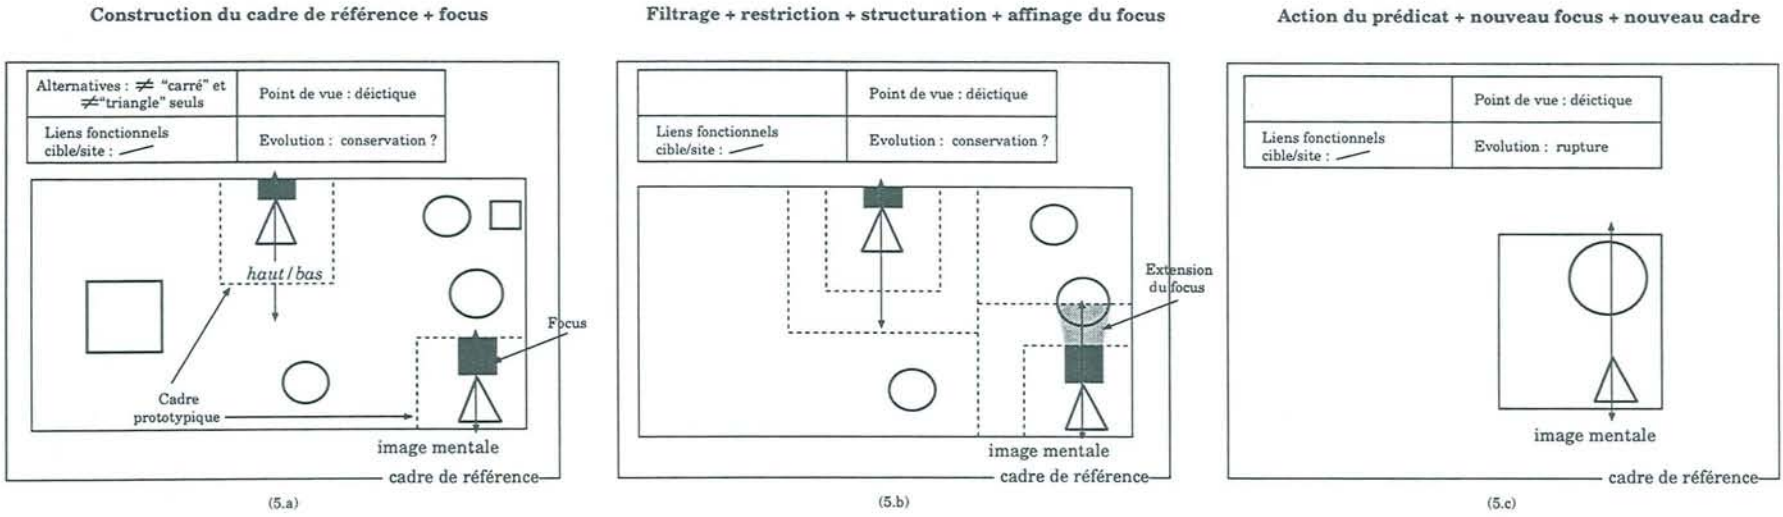 Construction du cadre de référence + focus
Alternatives : ≠ "carré" et
≠"triangle" seuls
Point de vue : déictique
Liens fonctionnels
cible/site :
Evolution : conservation ?
haut / bas
Focus
Cadre
prototypique
image mentale
cadre de référence
(5.a)
Filtrage + restriction + structuration + affinage du focus
Point de vue : déictique
Liens fonctionnels
cible/site :
Evolution : conservation ?
Extension
du focus
image mentale
cadre de référence
(5.b)
Action du prédicat + nouveau focus + nouveau cadre
Point de vue : déictique
Liens fonctionnels
cible/site :
Evolution : rupture
image mentale
cadre de référence
(5.c)